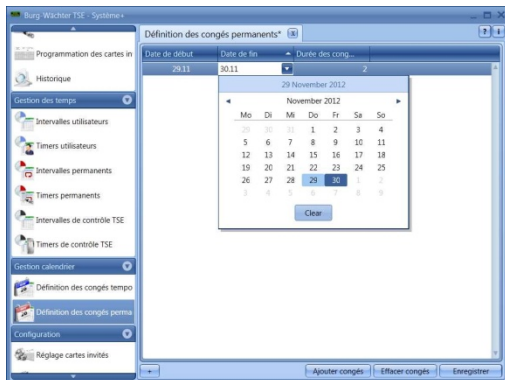 Burg-Wächter TSE - Système+
Programmation des cartes in
Historique
Gestion des temps
Intervalles utilisateurs
Timers utilisateurs
Intervalles permanents
Timers permanents
Intervalles de contrôle TSE
Timers de contrôle TSE
Gestion calendrier
Définition des congés tempo
Définition des congés perma
Configuration
Réglage cartes invités
Définition des congés permanents*
? i
Date de début Date de fin Durée des cong...
29.11 30.11 2
29 November 2012
November 2012
Mo Di Mi Do Fr Sa So
29 30 31 1 2 3 4
5 6 7 8 9 10 11
12 13 14 15 16 17 18
19 20 21 22 23 24 25
26 27 28 29 30 1 2
3 4 5 6 7 8 9
Clear
+ Ajouter congés Effacer congés Enregistrer